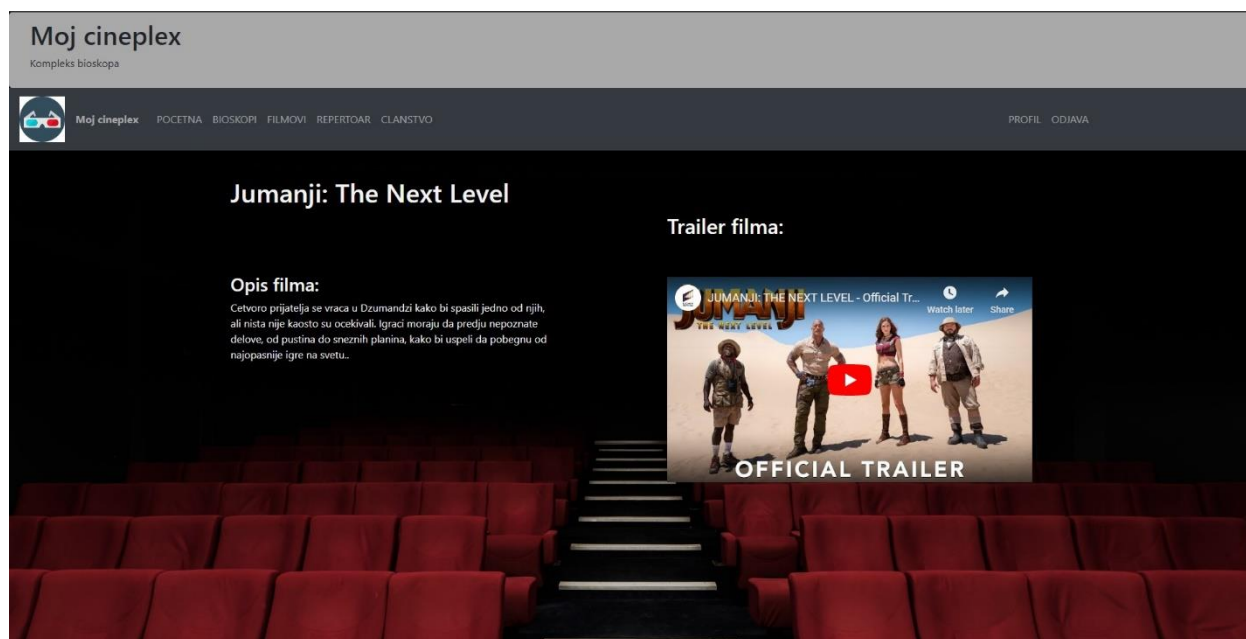 Moj cineplex
Kompleks bioskopa
Moj cineplex POCETNA BIOSKOPI FILMOVI REPERTOAR CLANSTVO PROFIL ODJAVA
Jumanji: The Next Level
Trailer filma:
Opis filma:
Cetvoro prijatelja se vraca u Dzumandzi kako bi spasili jedno od njih,
ali nista nije kaosto su ocekivali. Igraci moraju da predju nepoznate
delove, od pustina do sneznih planina, kako bi uspeli da pobegnu od
najopasnije igre na svetu..
JUMANJI: THE NEXT LEVEL - Official Tr...
Watch later Share
JUMANJI
THE NEXT LEVEL
OFFICIAL TRAILER